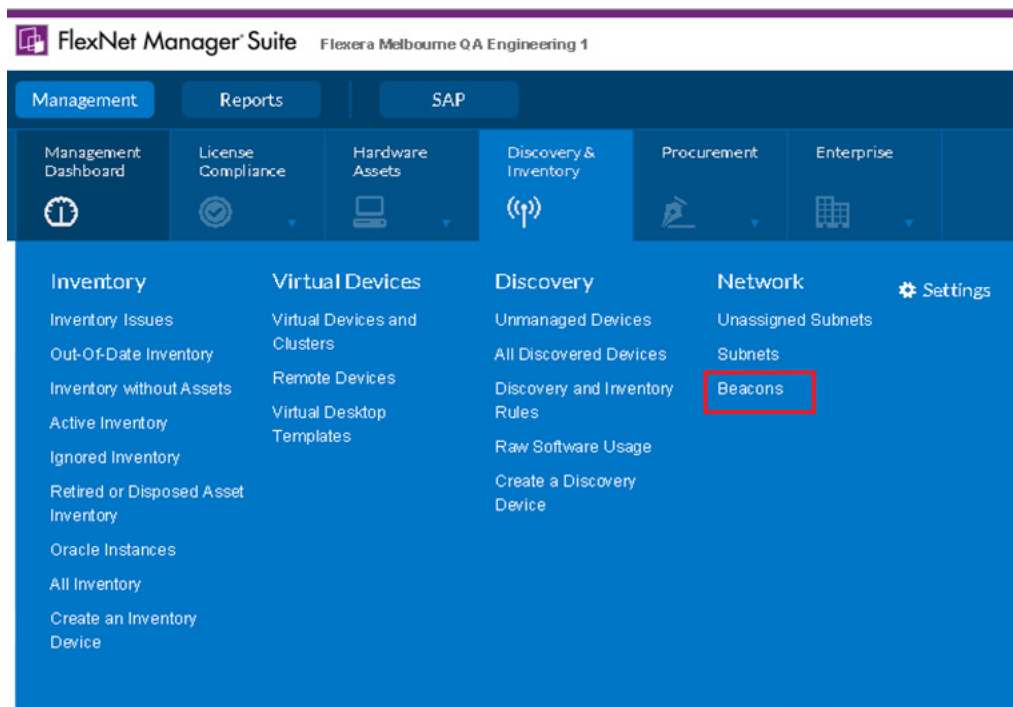 FlexNet Manager Suite Flexera Melbourne QA Engineering 1
Management Reports SAP
Management
Dashboard
License
Compliance
Hardware
Assets
Discovery &
Inventory
Procurement
Enterprise
Inventory
Inventory Issues
Out-Of-Date Inventory
Inventory without Assets
Active Inventory
Ignored Inventory
Retired or Disposed Asset
Inventory
Oracle Instances
All Inventory
Create an Inventory
Device
Virtual Devices
Virtual Devices and
Clusters
Remote Devices
Virtual Desktop
Templates
Discovery
Unmanaged Devices
All Discovered Devices
Discovery and Inventory
Rules
Raw Software Usage
Create a Discovery
Device
Network
Unassigned Subnets
Subnets
Beacons
Settings